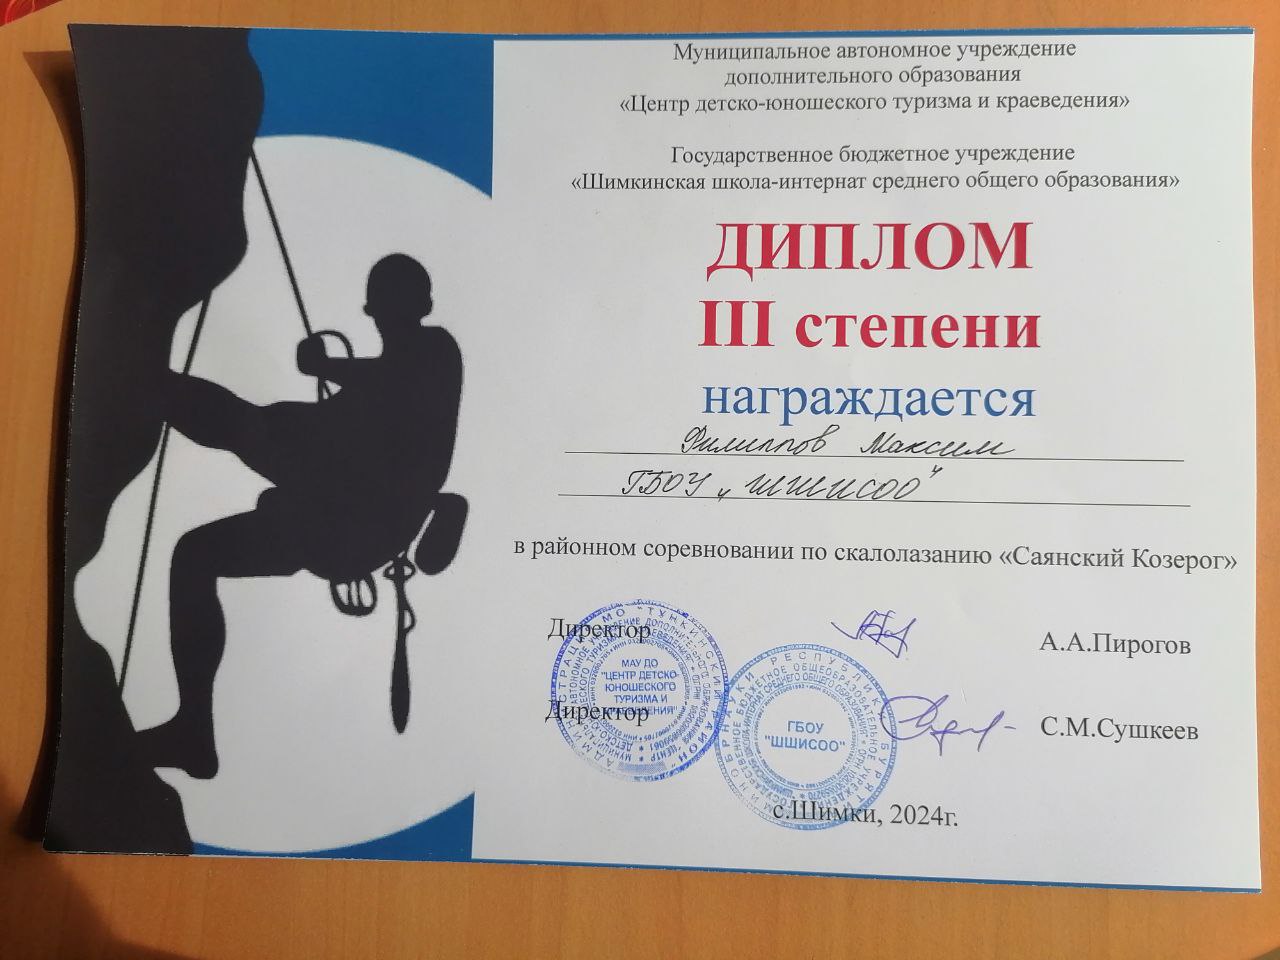 Муниципальное автономное учреждение
дополнительного образования
«Центр детско-юношеского туризма и краеведения»
Государственное бюджетное учреждение
«Шимкинская школа-интернат среднего общего образования»
ДИПЛОМ
III степени
награждается
Филиппов Максим
ГБОУ „ШШИСОО"
в районном соревновании по скалолазанию «Саянский Козерог»
Директор
А.А.Пирогов
МАУ ДО
"ЦЕНТР ДЕТСКО-
ЮНОШЕСКОГО
ТУРИЗМА И
КРАЕВЕДЕНИЯ"
Директор
С.М.Сушкеев
ГБОУ
"ШШИСОО"
с.Шимки, 2024г.